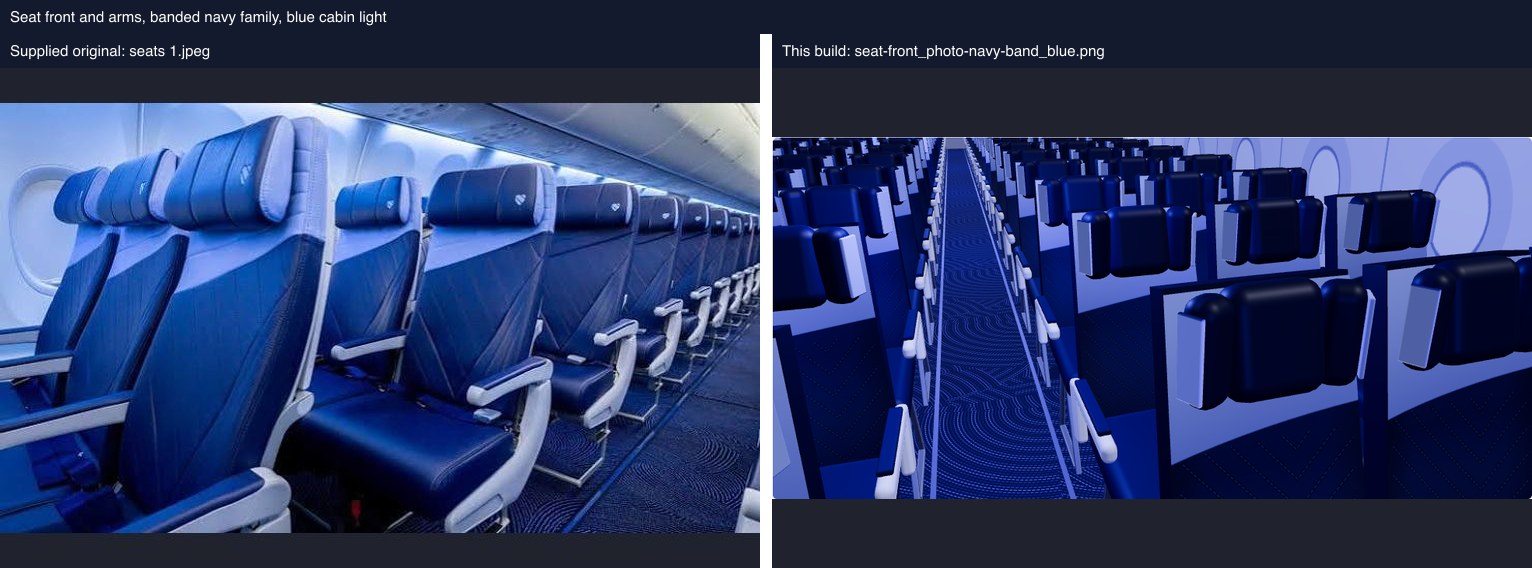 Seat front and arms, banded navy family, blue cabin light
Supplied original: seats 1.jpeg
This build: seat-front_photo-navy-band_blue.png